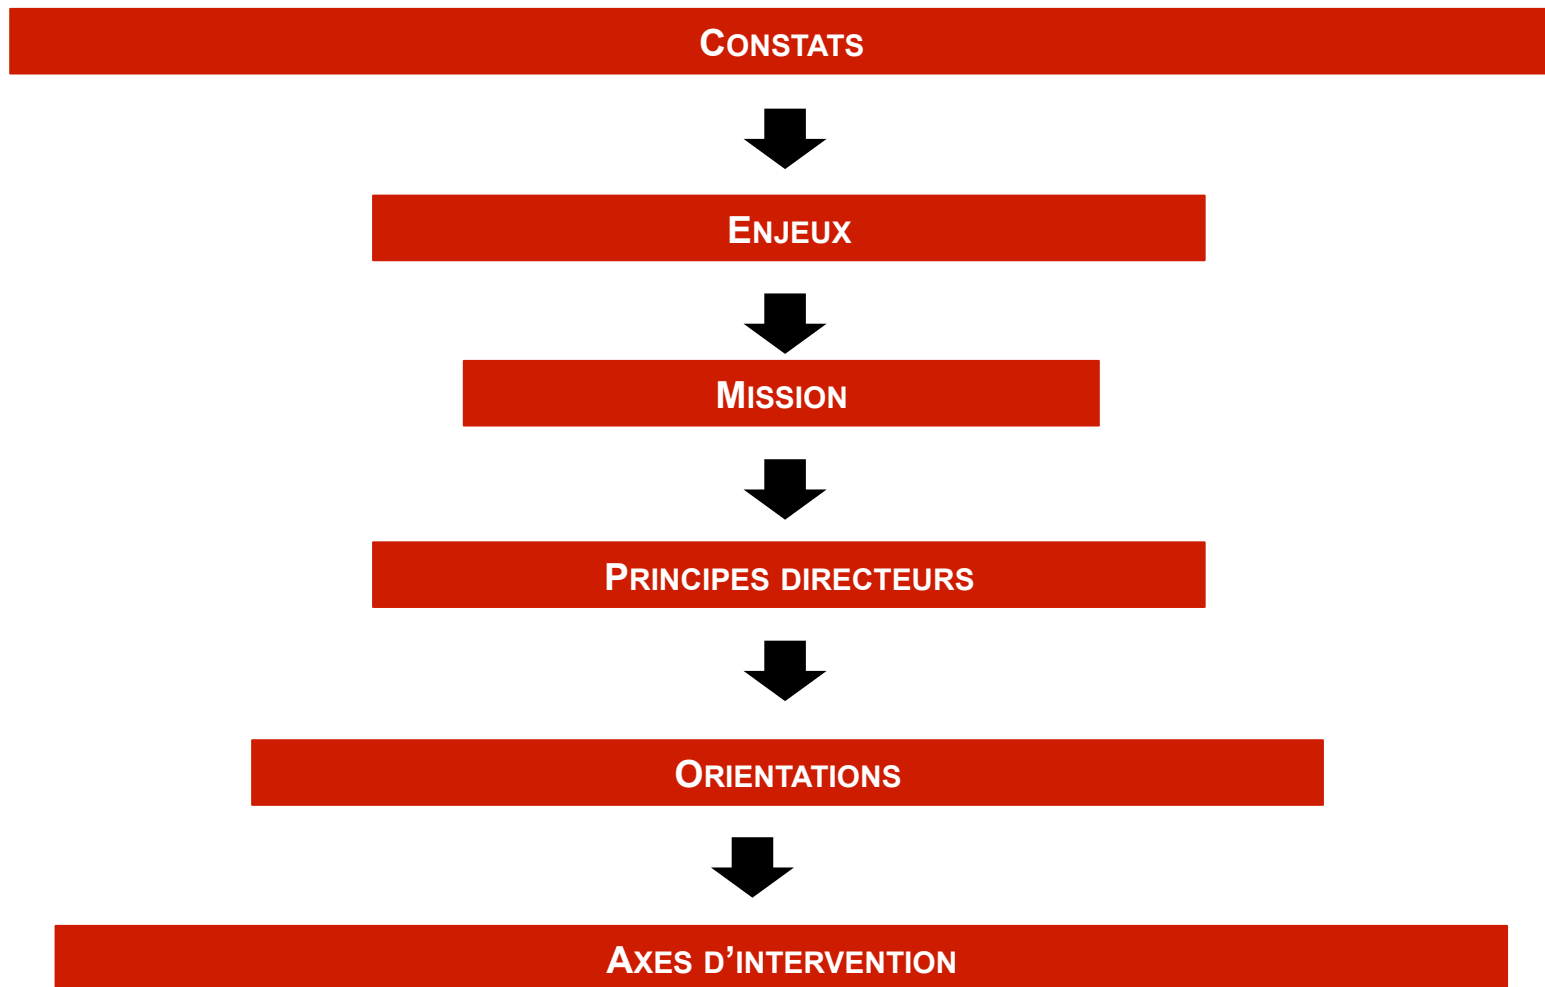 CONSTATS
ENJEUX
MISSION
PRINCIPES DIRECTEURS
ORIENTATIONS
AXES D’INTERVENTION